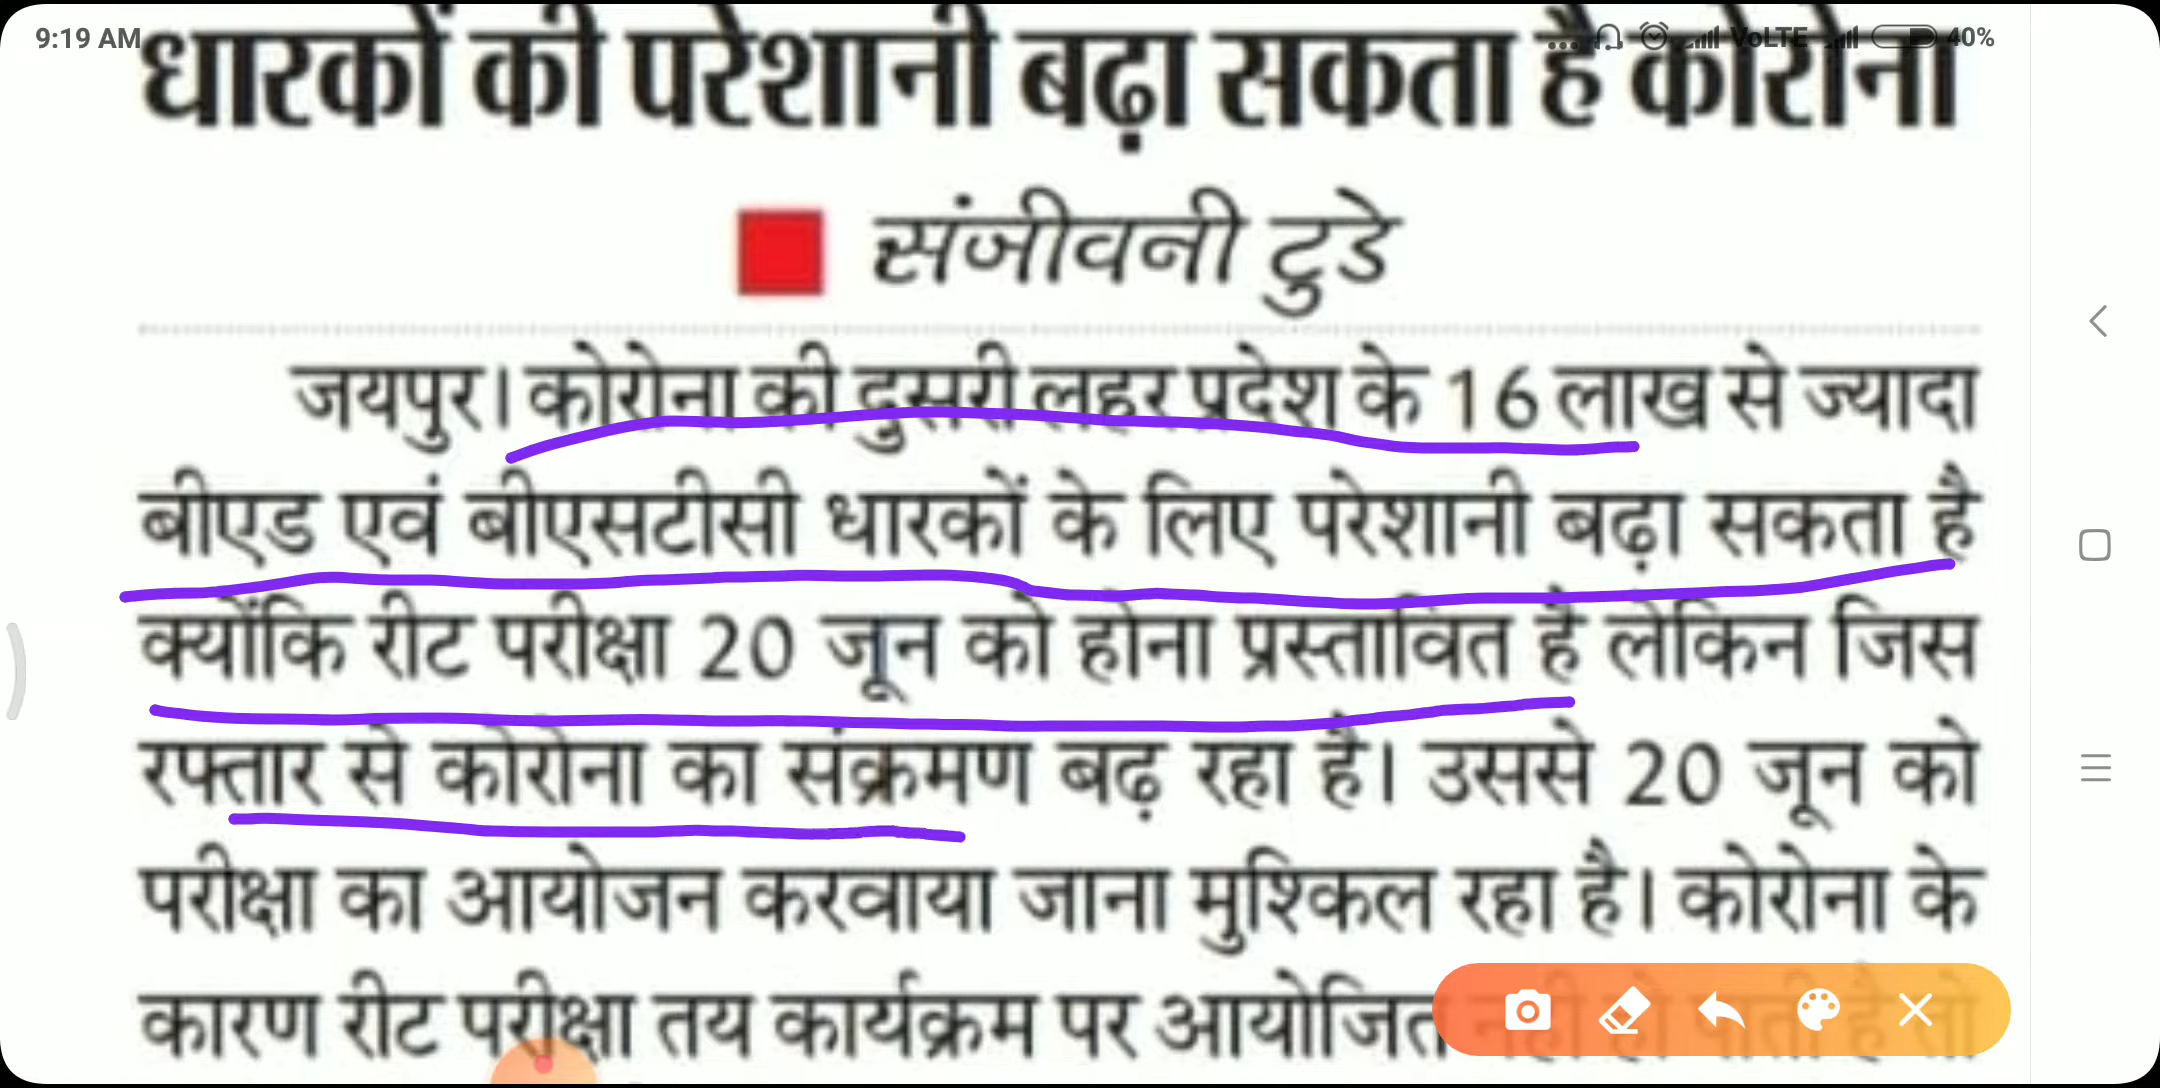 9:19 AM
VoLTE 40%
धारकों की परेशानी बढ़ा सकता है कोरोना
संजीवनी टुडे
जयपुर। कोरोना की दुसरी लहर प्रदेश के 16 लाख से ज्यादा
बीएड एवं बीएसटीसी धारकों के लिए परेशानी बढ़ा सकता है
क्योंकि रीट परीक्षा 20 जून को होना प्रस्तावित है लेकिन जिस
रफ्तार से कोरोना का संक्रमण बढ़ रहा है। उससे 20 जून को
परीक्षा का आयोजन करवाया जाना मुश्किल रहा है। कोरोना के
कारण रीट परीक्षा तय कार्यक्रम पर आयोजित नही हो पाती है तो